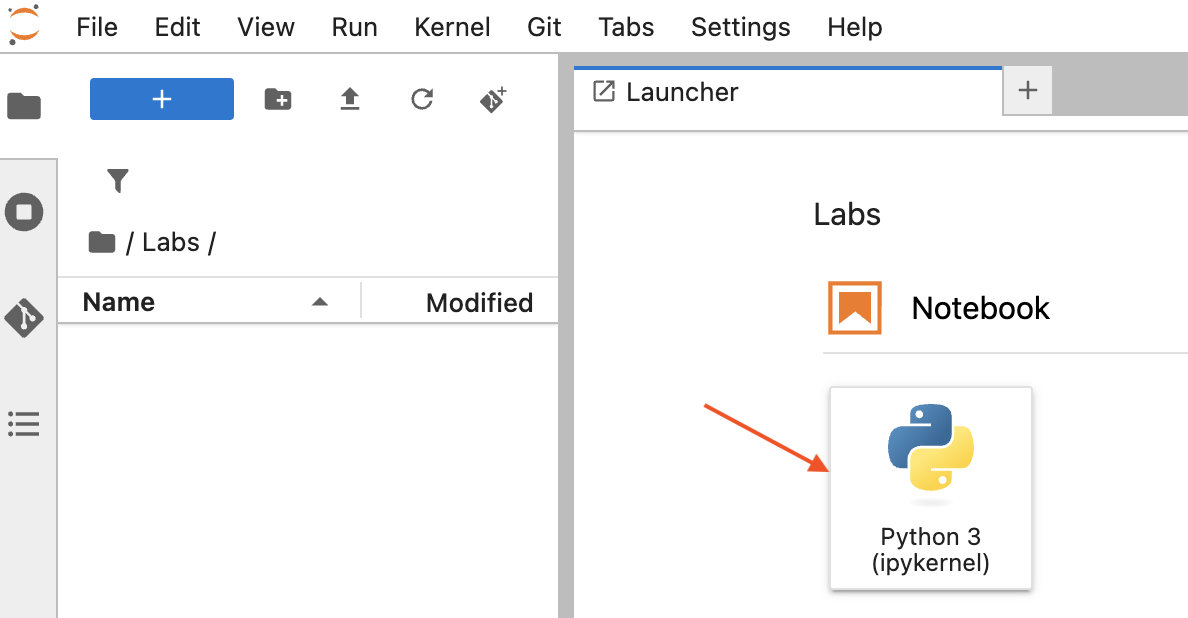 File Edit View Run Kernel Git Tabs Settings Help
Launcher
/ Labs /
Name Modified
Labs
Notebook
Python 3
(ipykernel)